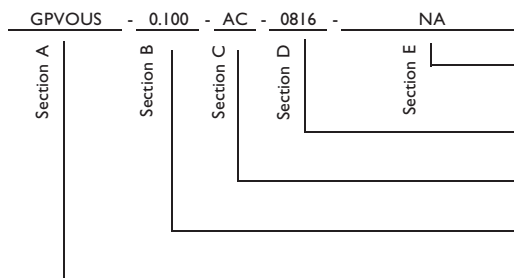 GPVOUS - 0.100 - AC - 0816 - NA
Section A
Section B
Section C
Section D
Section E